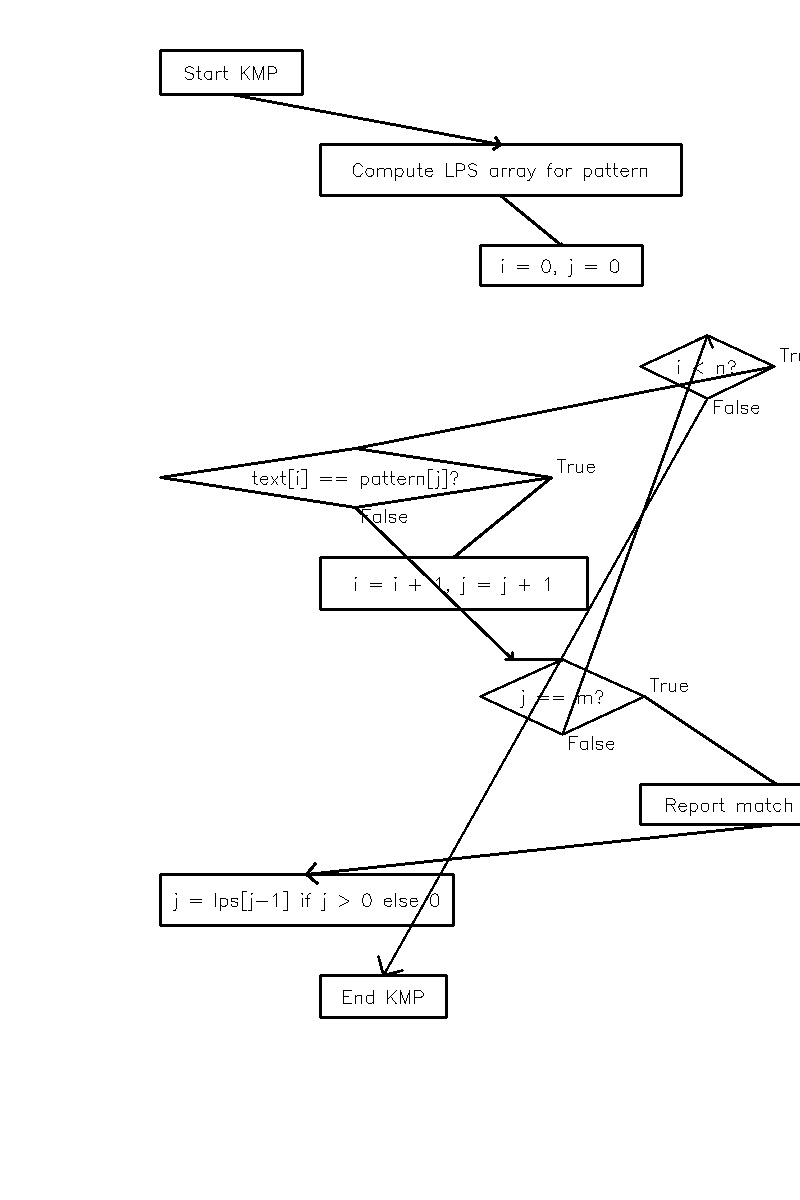 Start KMP
Compute LPS array for pattern
i = 0, j = 0
i < n?
Tru
False
text[i] == pattern[j]?
True
False
i = i + 1, j = j + 1
j == m?
True
False
Report match
j = lps[j-1] if j > 0 else 0
End KMP